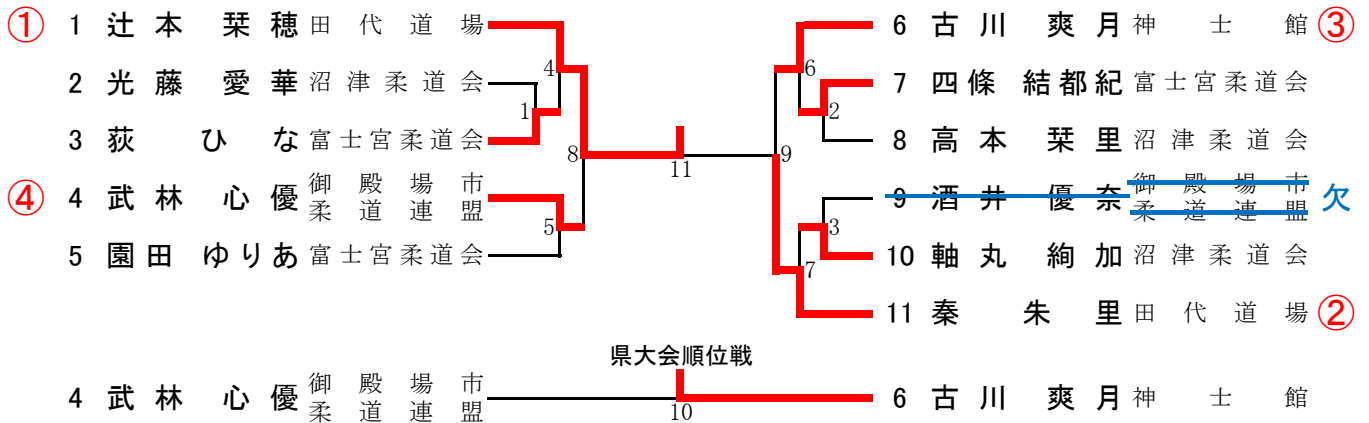 ① 1 辻本 栞穂 田代道場
2 光藤 愛華 沼津柔道会
3 荻 ひな 富士宮柔道会
④ 4 武林 心優 御殿場市柔道連盟
5 園田 ゆりあ 富士宮柔道会
4
1
8
5
11
6 古川 爽月 神士館 ③
7 四條 結都紀 富士宮柔道会
8 高本 栞里 沼津柔道会
9 酒井 優奈 御殿場市柔道連盟 欠
10 軸丸 絢加 沼津柔道会
11 秦 朱里 田代道場 ②
6
2
9
3
7
県大会順位戦
4 武林 心優 御殿場市柔道連盟
10
6 古川 爽月 神士館